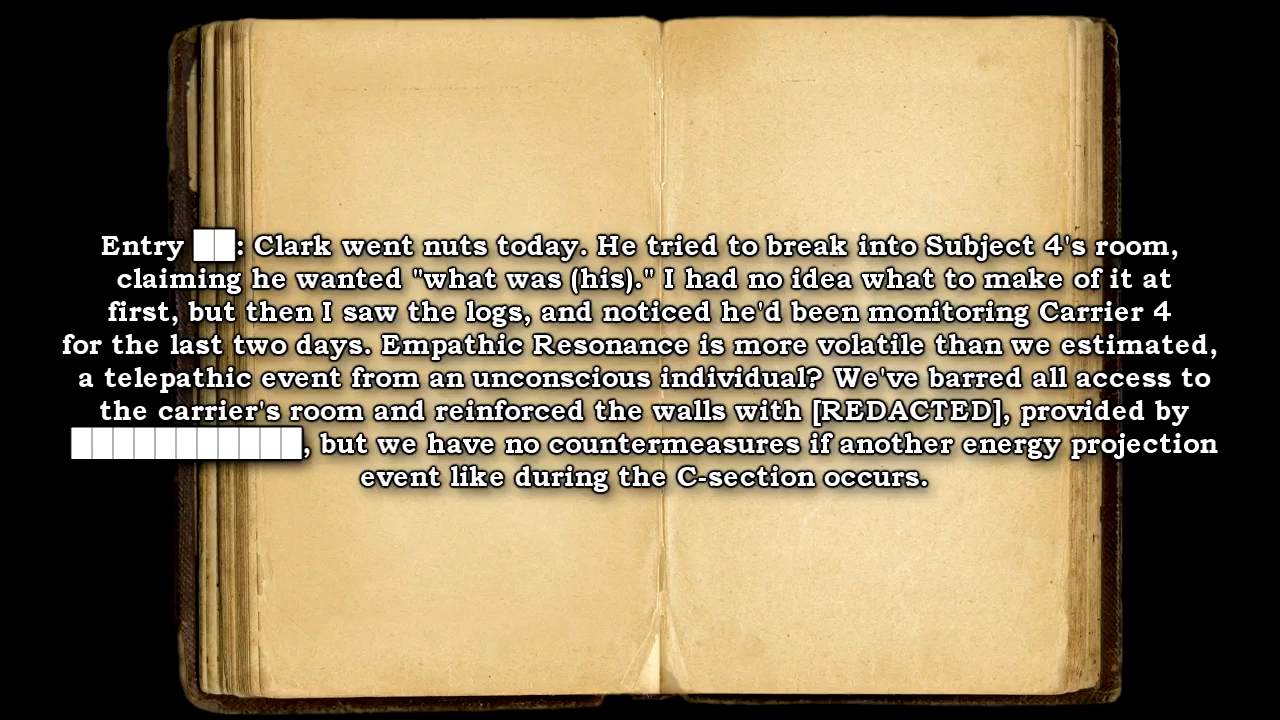 Entry ██: Clark went nuts today. He tried to break into Subject 4's room,
claiming he wanted "what was (his)." I had no idea what to make of it at
first, but then I saw the logs, and noticed he'd been monitoring Carrier 4
for the last two days. Empathic Resonance is more volatile than we estimated,
a telepathic event from an unconscious individual? We've barred all access to
the carrier's room and reinforced the walls with [REDACTED], provided by
███████████, but we have no countermeasures if another energy projection
event like during the C-section occurs.